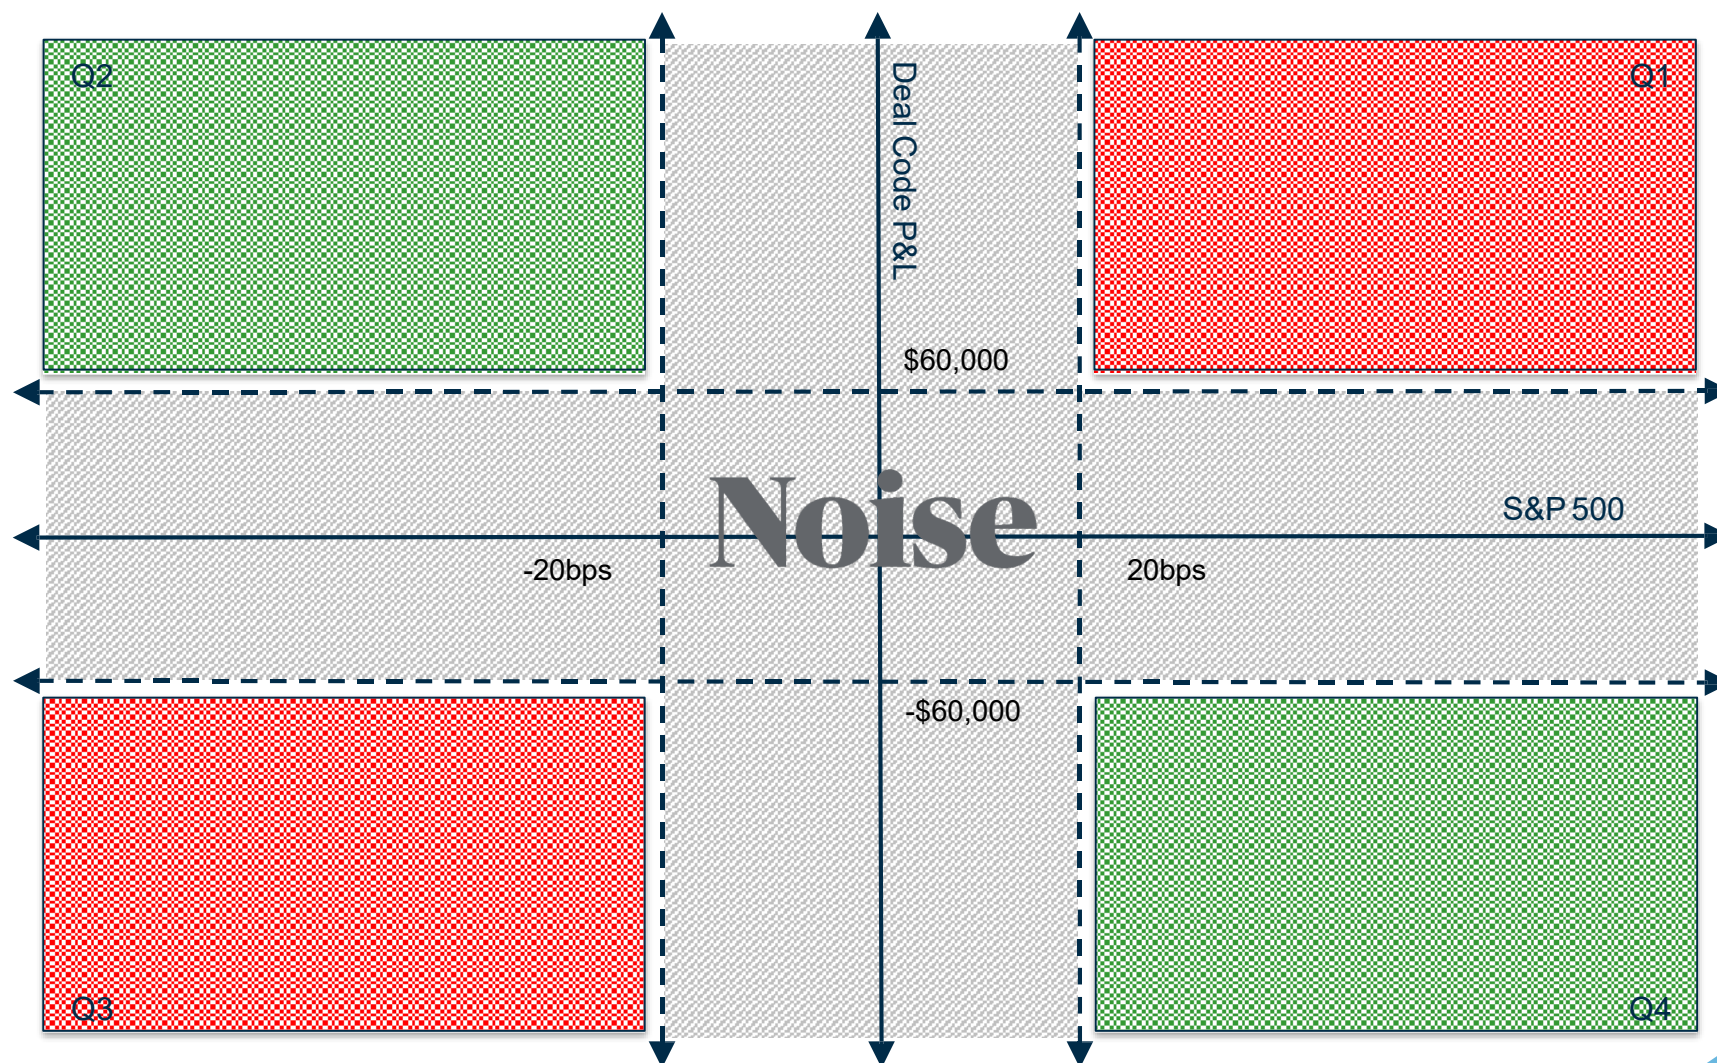 Q2
Q1
Deal Code P&L
$60,000
Noise
S&P 500
-20bps
20bps
-$60,000
Q3
Q4